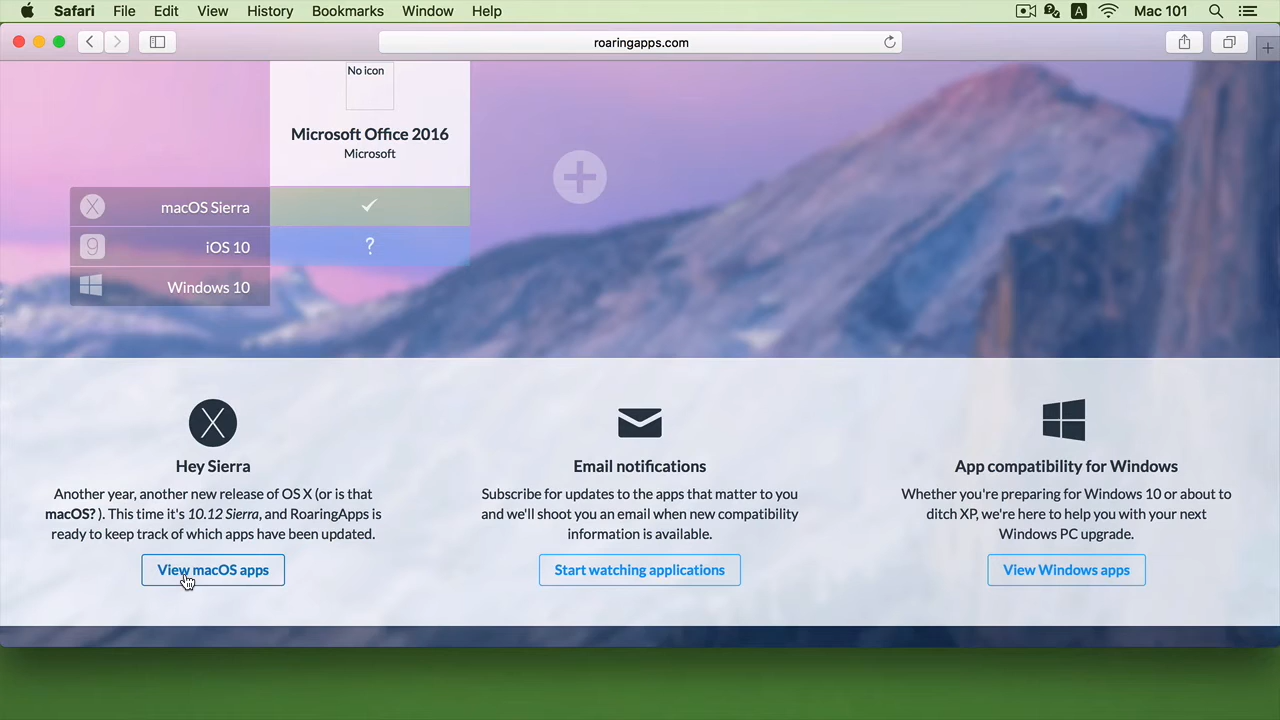 Safari File Edit View History Bookmarks Window Help A Mac 101
roaringapps.com
No icon
Microsoft Office 2016
Microsoft
X macOS Sierra ✓
9 iOS 10 ?
Windows 10
X
Hey Sierra
Another year, another new release of OS X (or is that
macOS? ). This time it's 10.12 Sierra, and RoaringApps is
ready to keep track of which apps have been updated.
View macOS apps
Email notifications
Subscribe for updates to the apps that matter to you
and we'll shoot you an email when new compatibility
information is available.
Start watching applications
App compatibility for Windows
Whether you're preparing for Windows 10 or about to
ditch XP, we're here to help you with your next
Windows PC upgrade.
View Windows apps